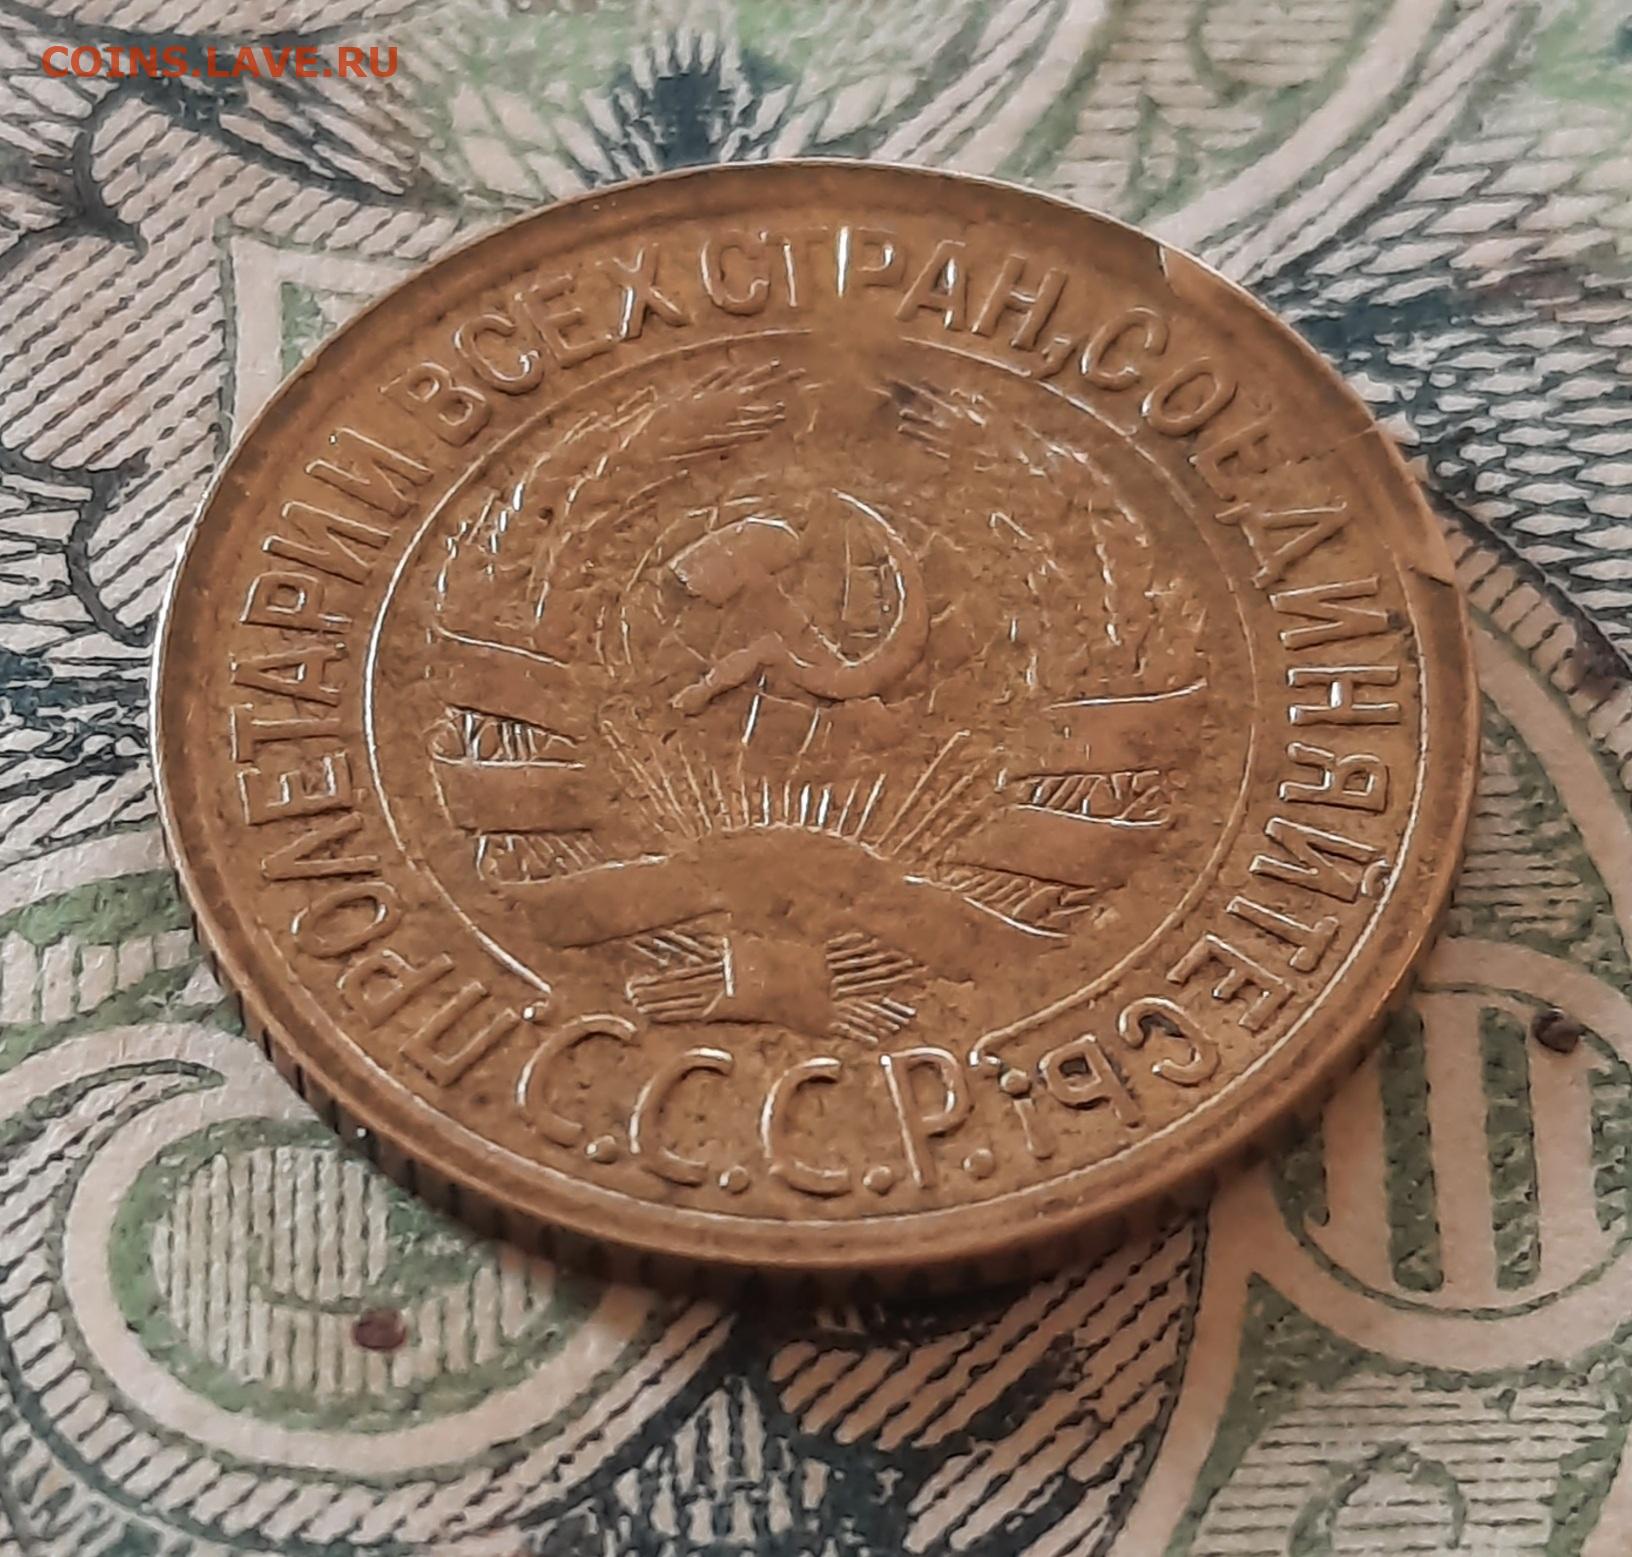 COINS.LAVE.RU
ПРОЛЕТАРИИ ВСЕХ СТРАН, СОЕДИНЯЙТЕСЬ!
С.С.С.Р.